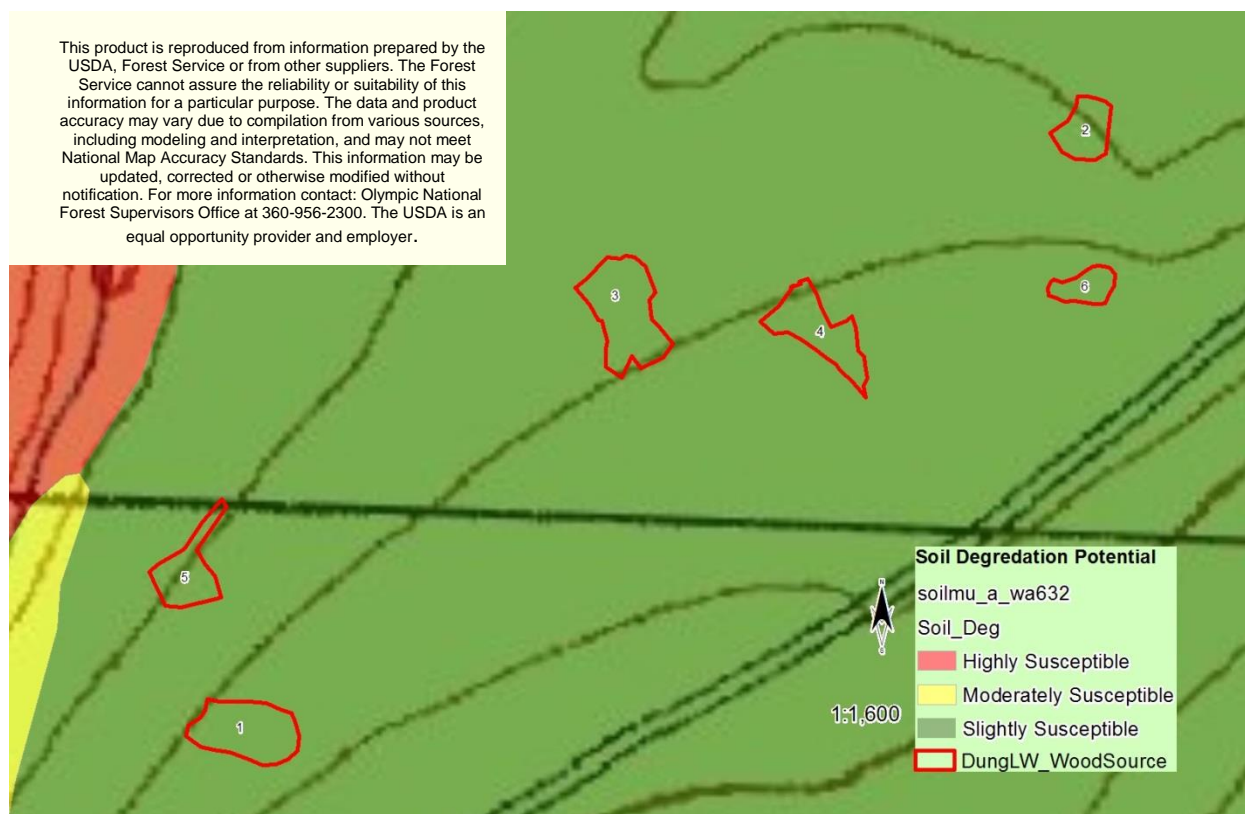 This product is reproduced from information prepared by the
USDA, Forest Service or from other suppliers. The Forest
Service cannot assure the reliability or suitability of this
information for a particular purpose. The data and product
accuracy may vary due to compilation from various sources,
including modeling and interpretation, and may not meet
National Map Accuracy Standards. This information may be
updated, corrected or otherwise modified without
notification. For more information contact: Olympic National
Forest Supervisors Office at 360-956-2300. The USDA is an
equal opportunity provider and employer.
2
3
6
4
5
1
N
S
1:1,600
Soil Degredation Potential
soilmu_a_wa632
Soil_Deg
Highly Susceptible
Moderately Susceptible
Slightly Susceptible
DungLW_WoodSource